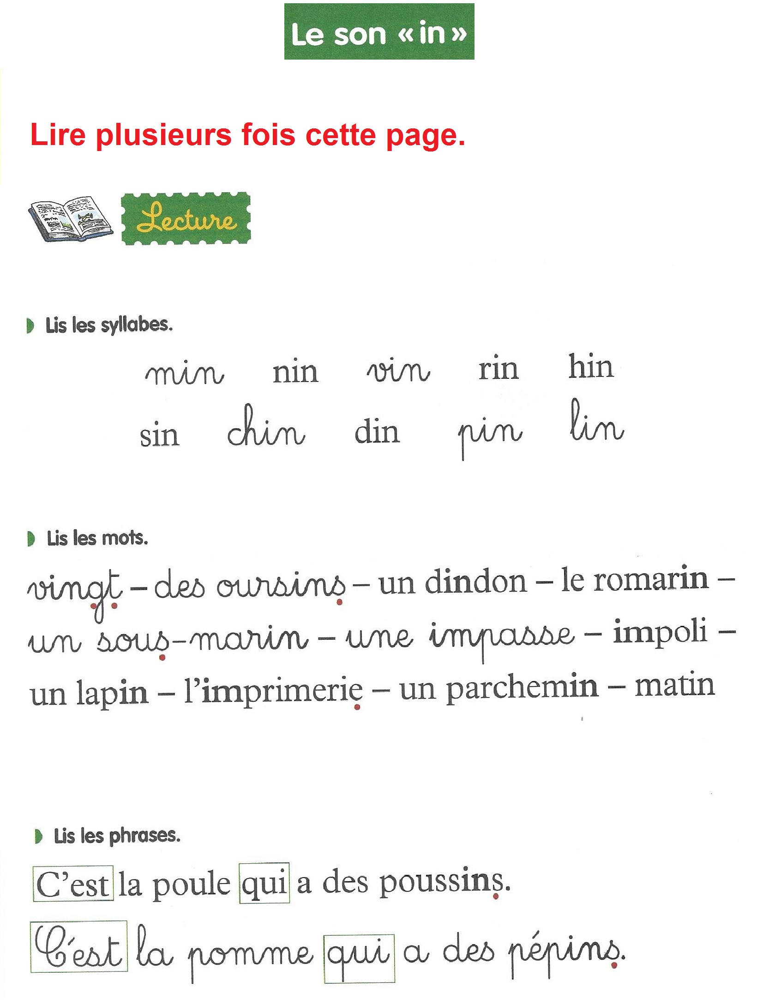 Le son « in »
Lire plusieurs fois cette page.
Lecture
Lis les syllabes.
min nin vin rin hin
sin chin din pin lin
Lis les mots.
vingt – des oursins – un dindon – le romarin –
un sous-marin – une impasse – impoli –
un lapin – l’imprimerie – un parchemin – matin
Lis les phrases.
C’est la poule qui a des poussins.
C’est la pomme qui a des pépins.